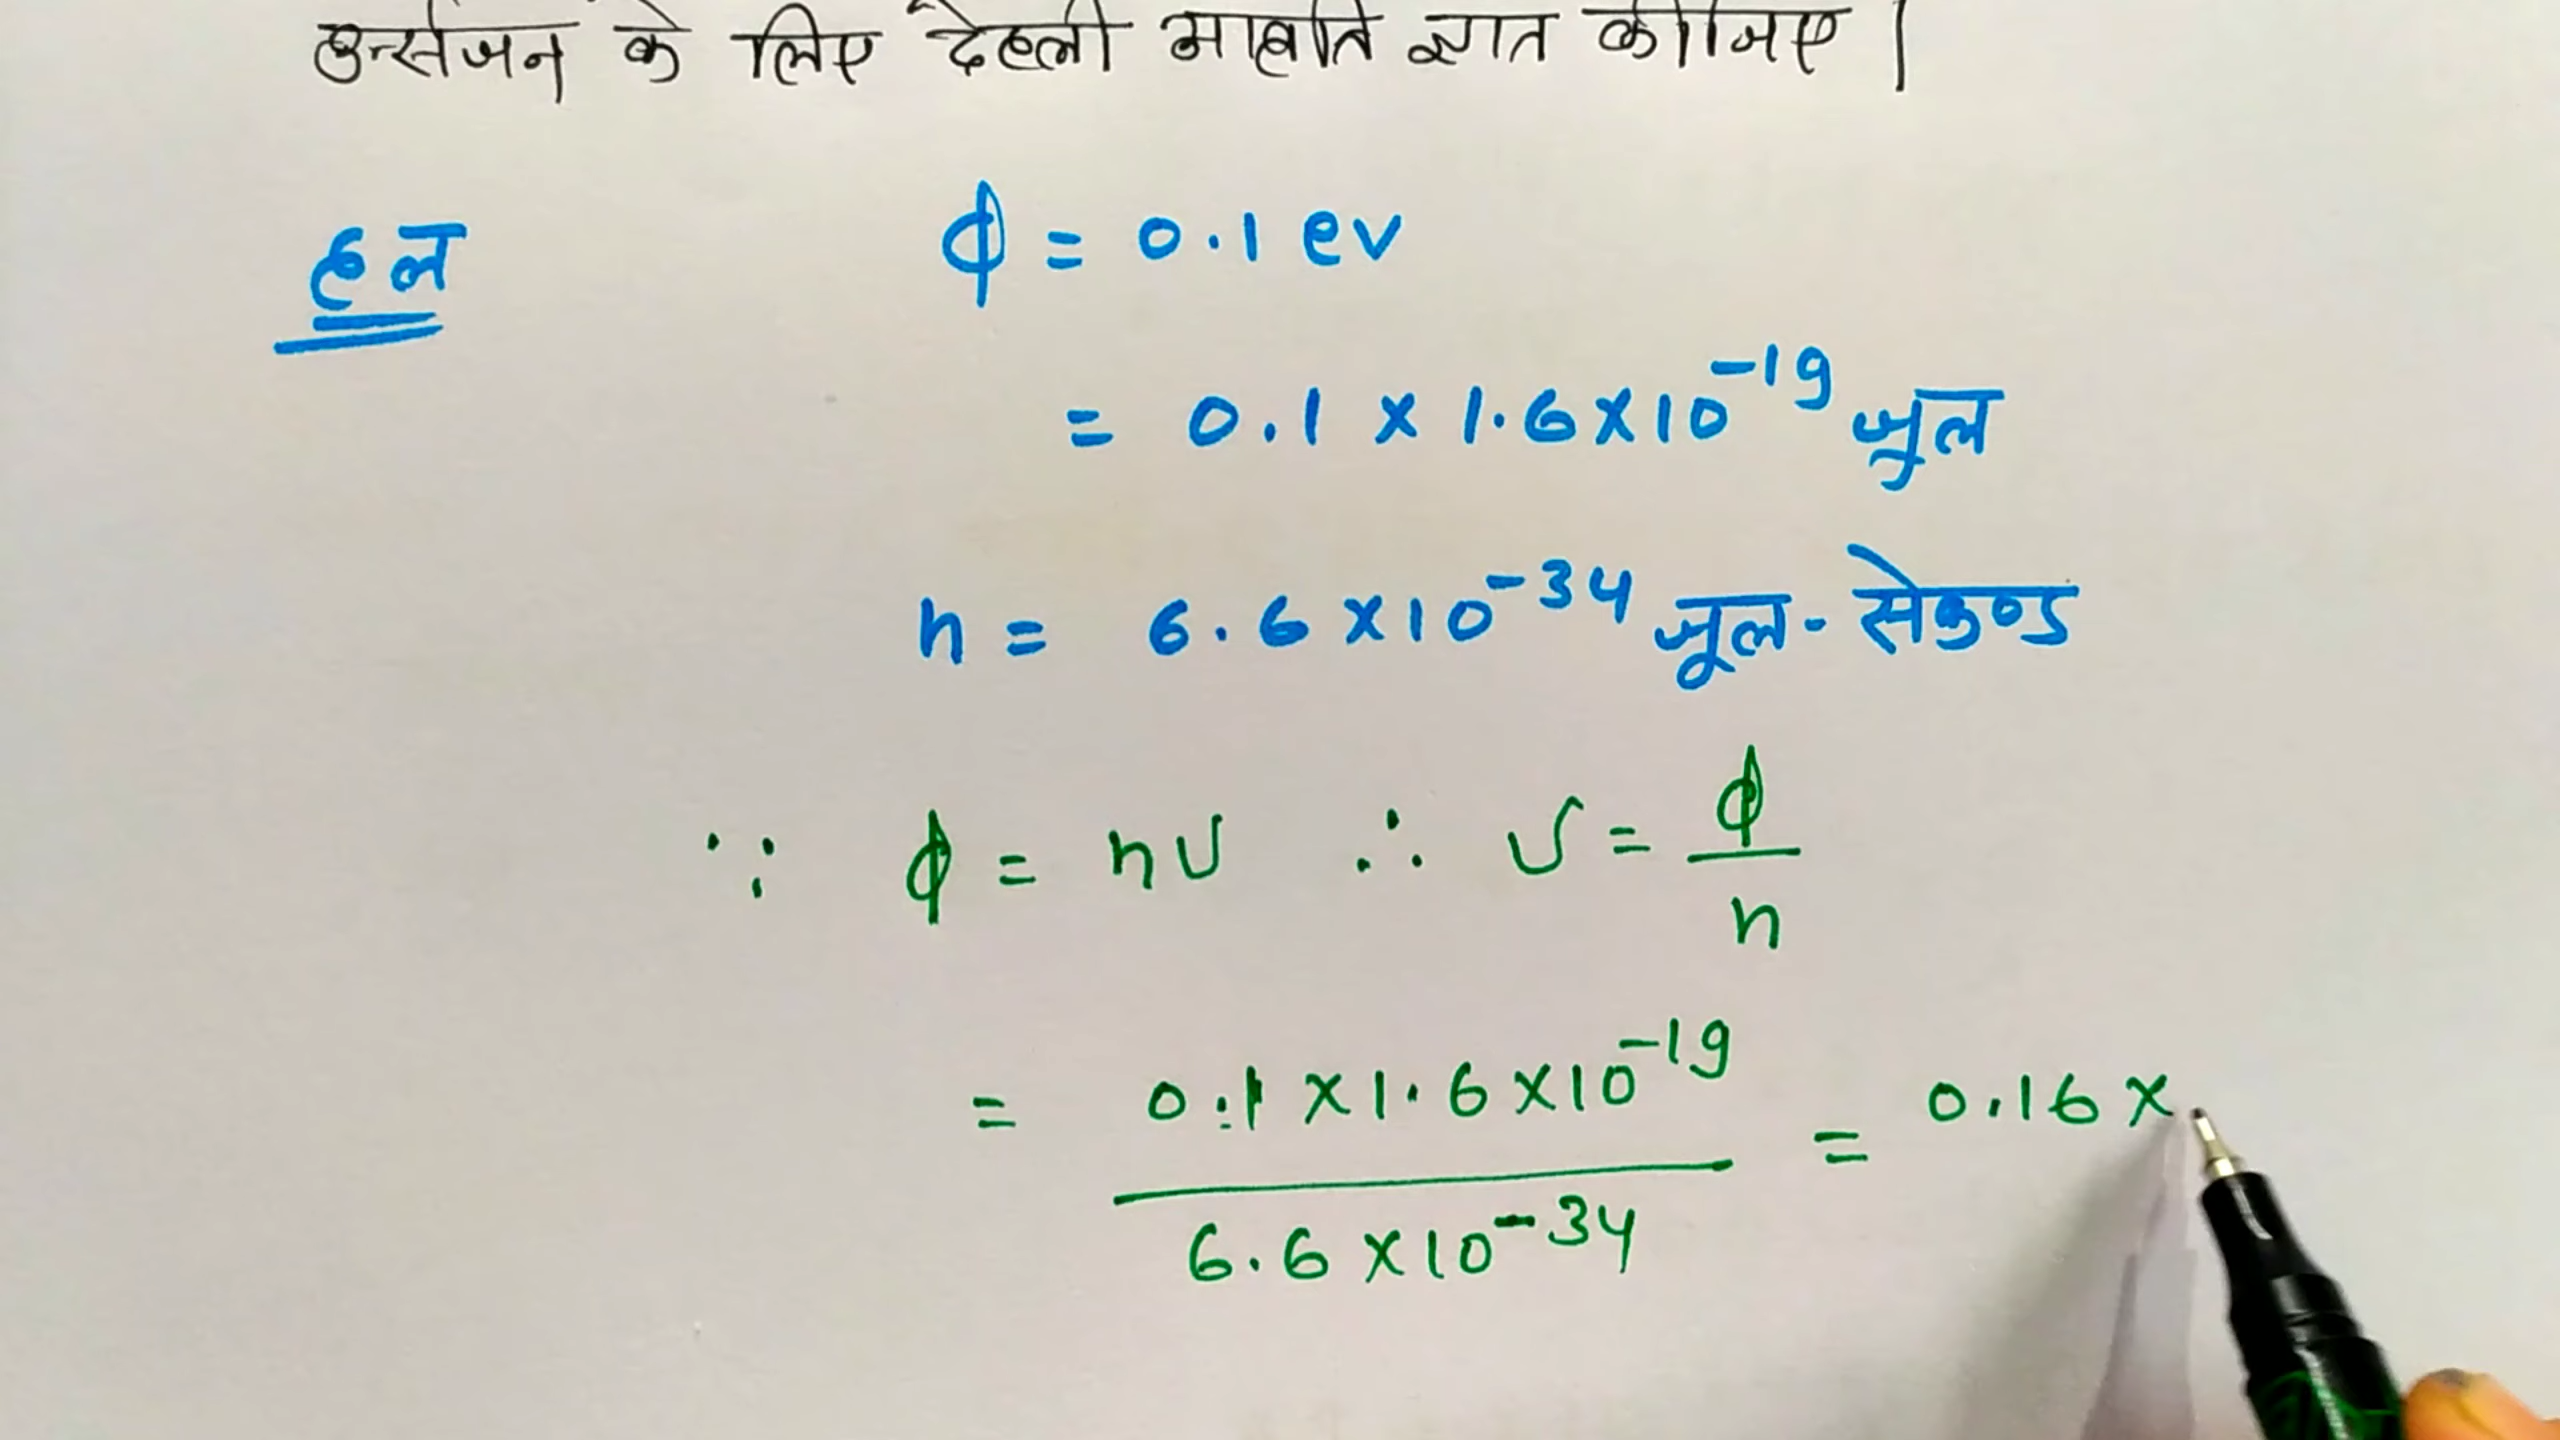 उत्सर्जन के लिए देहली आवृत्ति ज्ञात कीजिए |
हल
ϕ = 0.1 ev
= 0.1 × 1.6×10⁻¹⁹ जूल
h = 6.6×10⁻³⁴ जूल-सेकण्ड
∵ ϕ = hν ∴ ν = ϕ/h
= 0.1×1.6×10⁻¹⁹ / 6.6×10⁻³⁴ = 0.16×